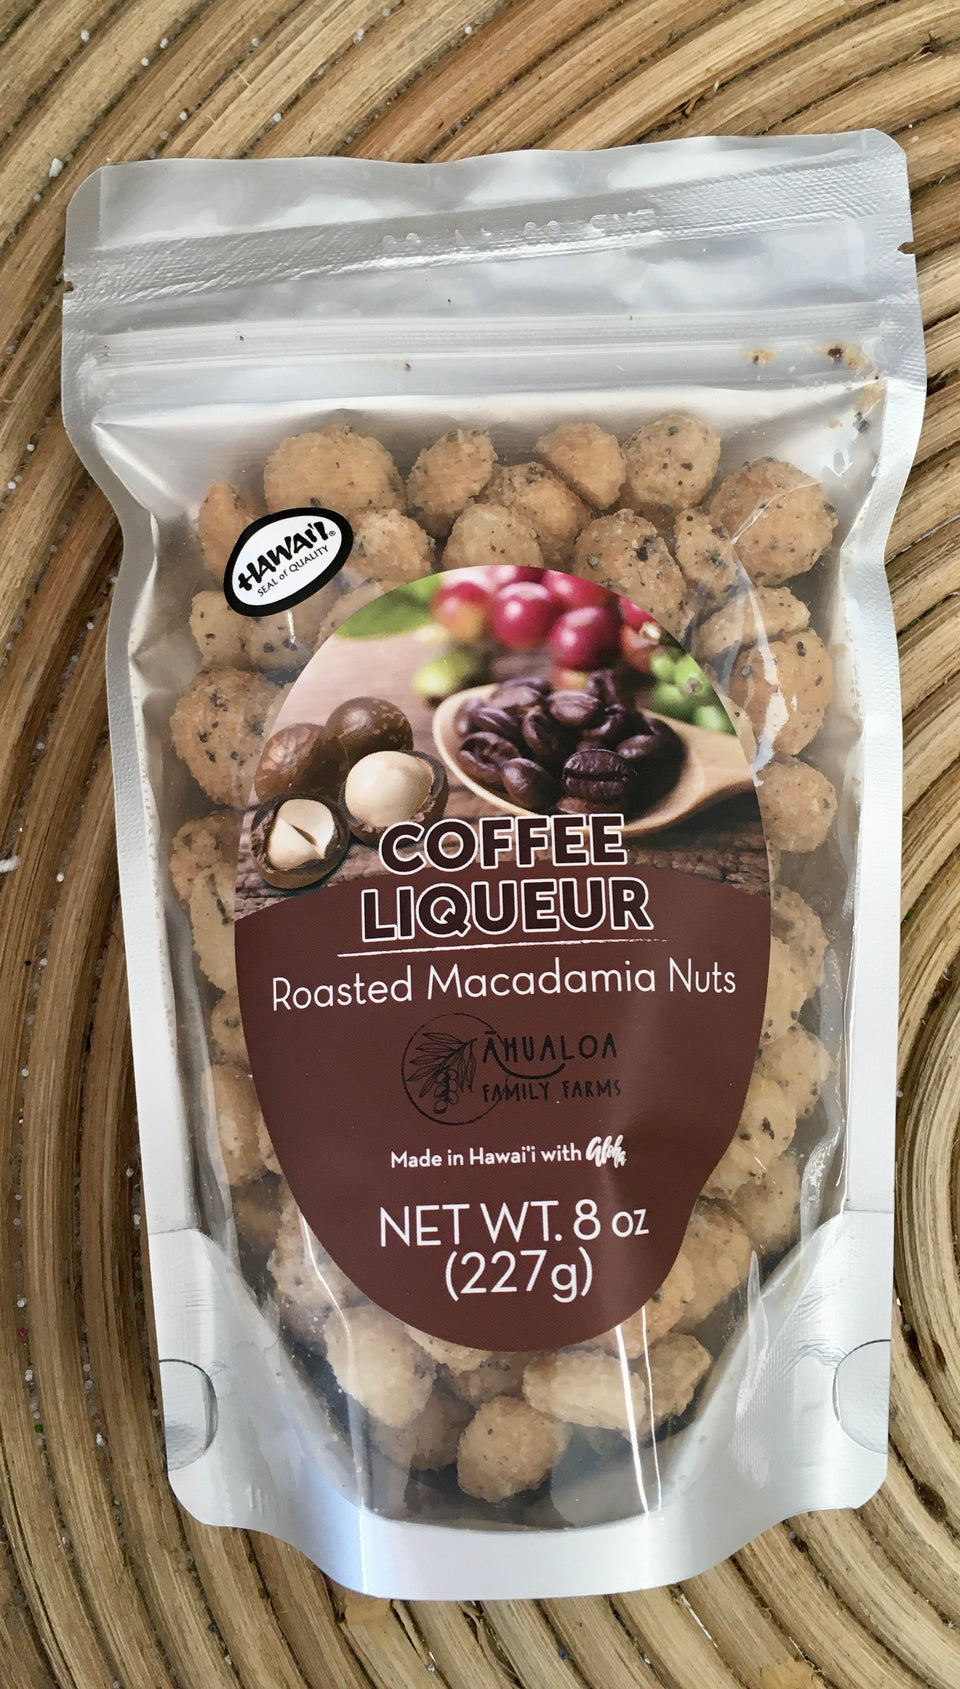 HAWAI'I®
SEAL of QUALITY
COFFEE
LIQUEUR
Roasted Macadamia Nuts
ĀHUALOA
FAMILY FARMS
Made in Hawai'i with aloha
NET WT. 8 oz
(227g)